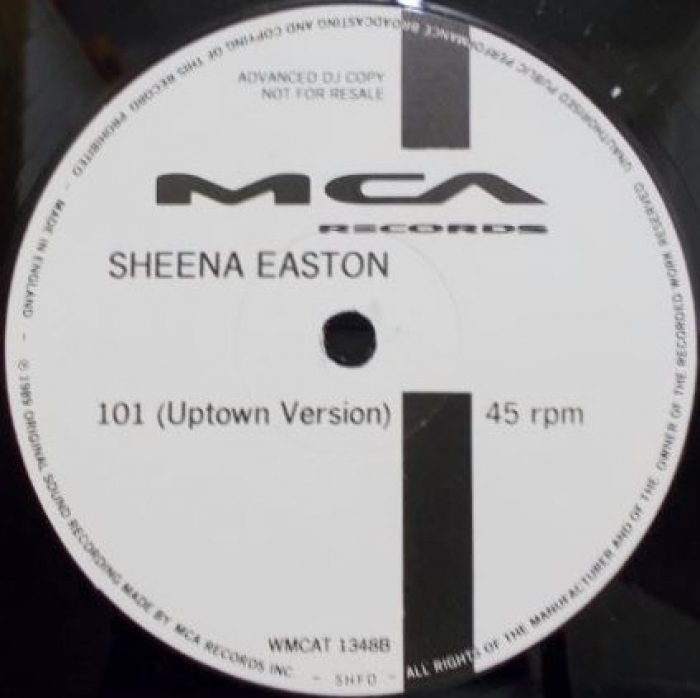 ADVANCED DJ COPY
NOT FOR RESALE
MCA
RECORDS
SHEENA EASTON
101 (Uptown Version) 45 rpm
WMCAT 1348B
ALL RIGHTS OF THE MANUFACTURER AND OF THE OWNER OF THE RECORDED WORK RESERVED. UNAUTHORISED PUBLIC PERFORMANCE BROADCASTING AND COPYING OF THIS RECORD PROHIBITED - MADE IN ENGLAND - ℗ 1989 ORIGINAL SOUND RECORDING MADE BY MCA RECORDS INC. - SHFD -